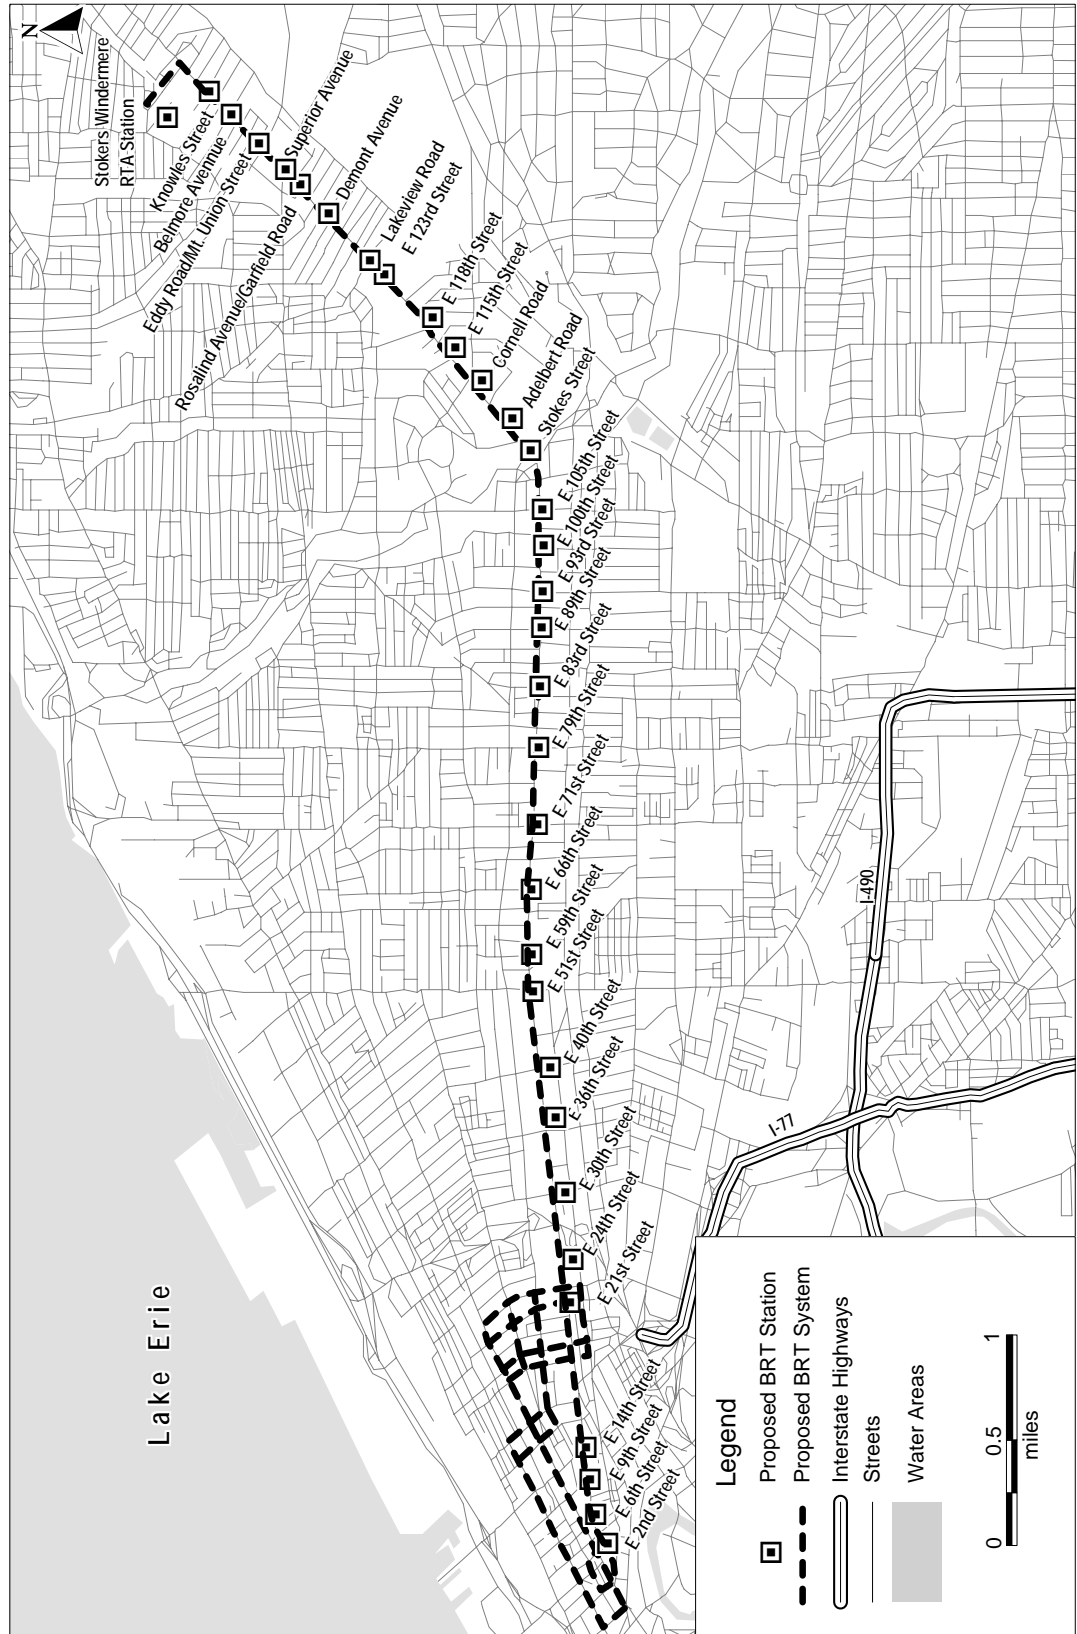 N
Stokers Windermere
RTA Station
Knowles Street
Belmore Avennue
Eddy Road/Mt. Union Street
Superior Avenue
Rosalind Avenue/Garfield Road
Demont Avenue
Lakeview Road
E 123rd Street
E 118th Street
E 115th Street
Cornell Road
Adelbert Road
Stokes Street
E 105th Street
E 100th Street
E 93rd Street
E 89th Street
E 83rd Street
E 79th Street
E 71st Street
E 66th Street
E 59th Street
E 51st Street
E 40th Street
E 36th Street
E 30th Street
E 24th Street
E 21st Street
E 14th Street
E 9th Street
E 6th Street
E 2nd Street
I-490
I-77
Lake Erie
Legend
Proposed BRT Station
Proposed BRT System
Interstate Highways
Streets
Water Areas
0 0.5 1
miles